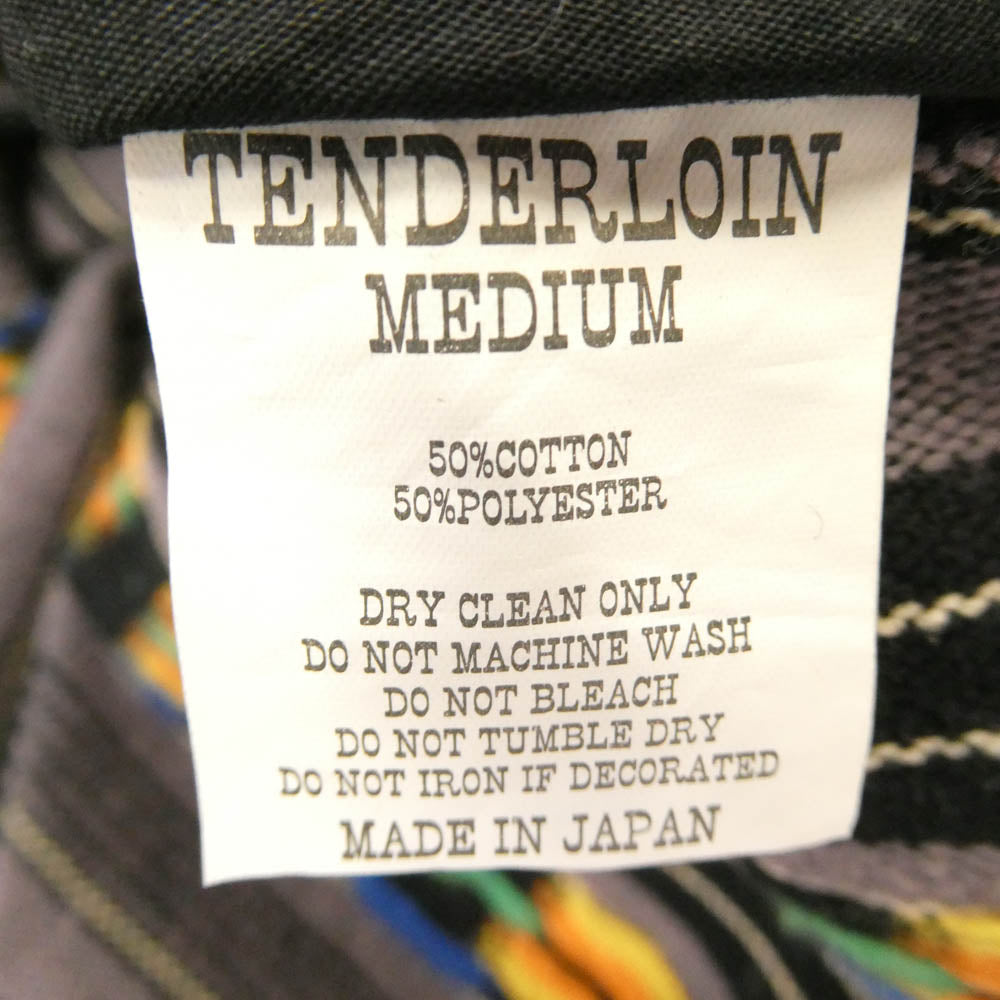 TENDERLOIN
MEDIUM
50%COTTON
50%POLYESTER
DRY CLEAN ONLY
DO NOT MACHINE WASH
DO NOT BLEACH
DO NOT TUMBLE DRY
DO NOT IRON IF DECORATED
MADE IN JAPAN